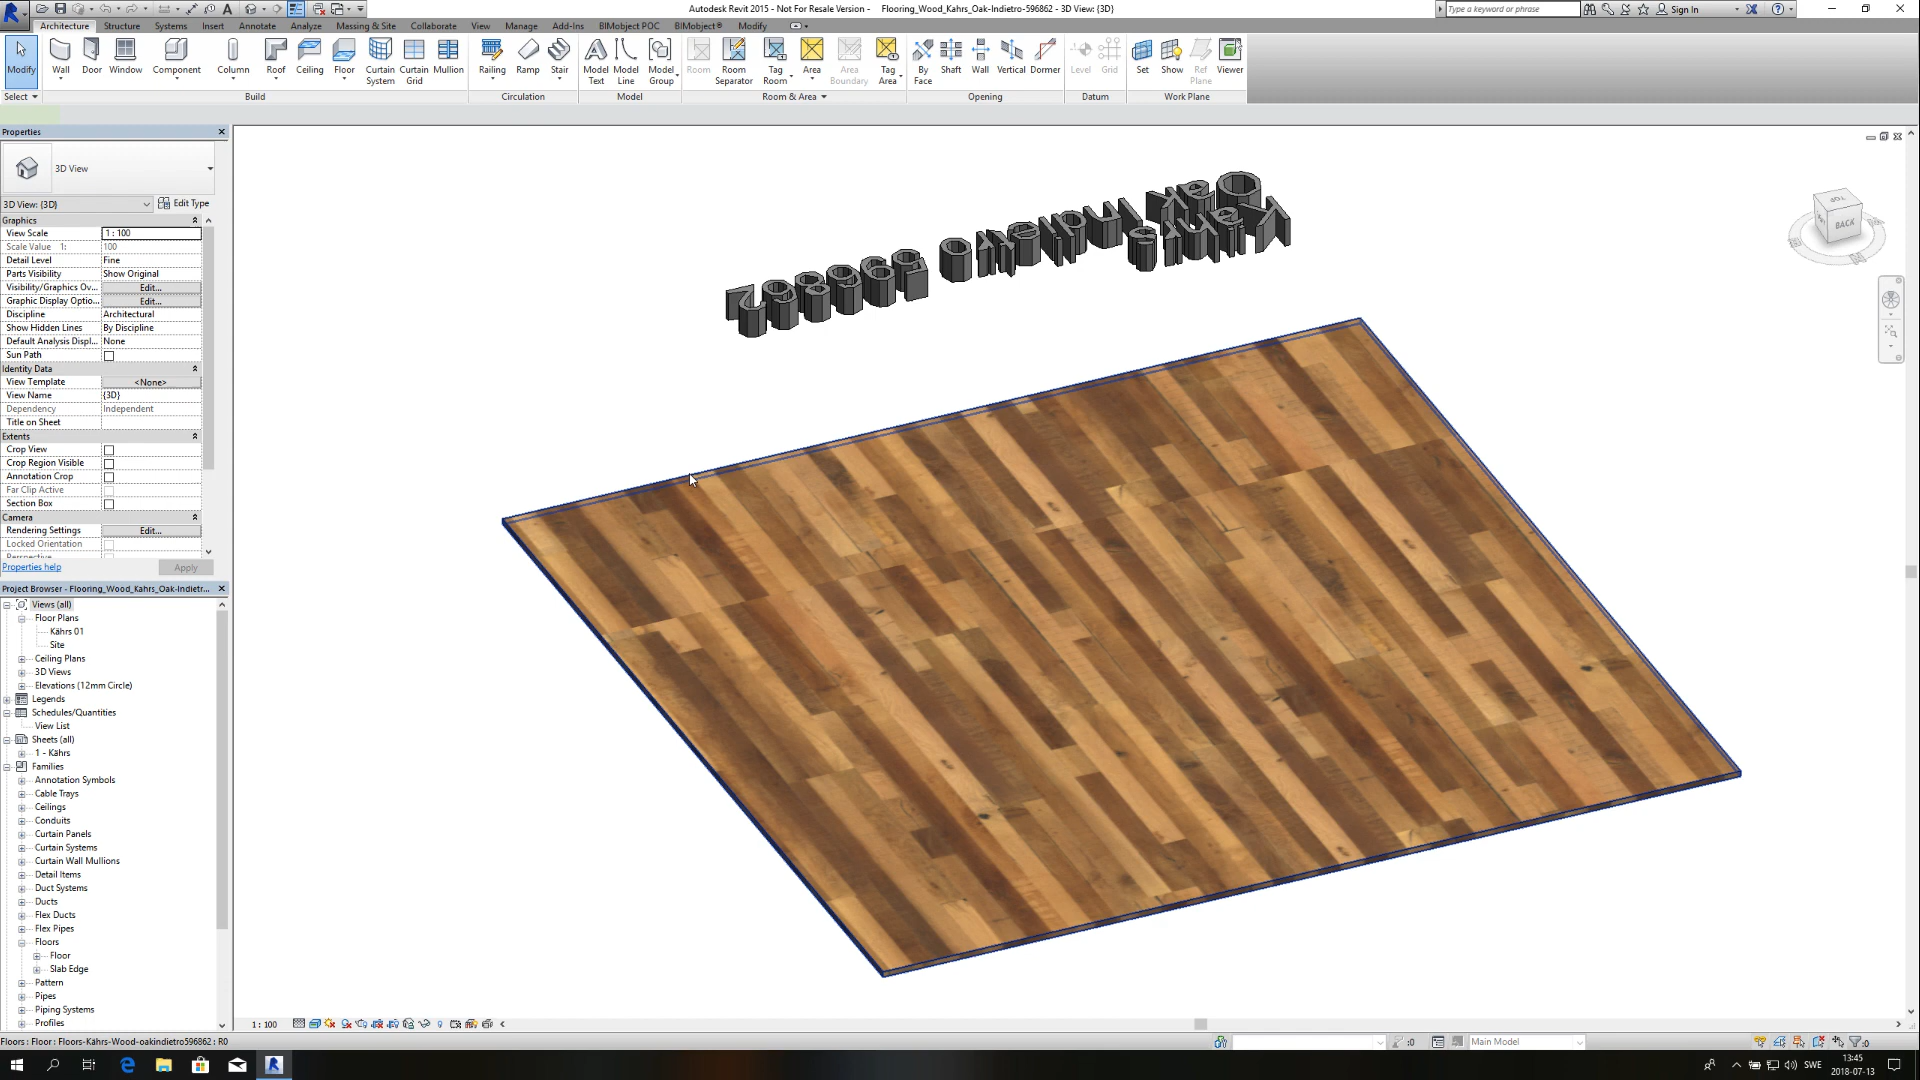 Autodesk Revit 2015 - Not For Resale Version -    Flooring_Wood_Kahrs_Oak-Indietro-596862 - 3D View: {3D}
Type a keyword or phrase
Sign In
Architecture Structure Systems Insert Annotate Analyze Massing & Site Collaborate View Manage Add-Ins BIMobject POC BIMobject® Modify
Modify Wall Door Window Component Column Roof Ceiling Floor Curtain System Curtain Grid Mullion Railing Ramp Stair Model Text Model Line Model Group Room Room Separator Tag Room Area Area Boundary Tag Area By Face Shaft Wall Vertical Dormer Level Grid Set Show Ref Plane Viewer
Select Build Circulation Model Room & Area Opening Datum Work Plane
Properties
3D View
3D View: {3D} Edit Type
Graphics
View Scale 1 : 100
Scale Value 1: 100
Detail Level Fine
Parts Visibility Show Original
Visibility/Graphics Ov... Edit...
Graphic Display Optio... Edit...
Discipline Architectural
Show Hidden Lines By Discipline
Default Analysis Displ... None
Sun Path
Identity Data
View Template <None>
View Name {3D}
Dependency Independent
Title on Sheet
Extents
Crop View
Crop Region Visible
Annotation Crop
Far Clip Active
Section Box
Camera
Rendering Settings Edit...
Locked Orientation
Properties help Apply
Project Browser - Flooring_Wood_Kahrs_Oak-Indietr...
Views (all)
Floor Plans
Kährs 01
Site
Ceiling Plans
3D Views
Elevations (12mm Circle)
Legends
Schedules/Quantities
View List
Sheets (all)
1 - Kährs
Families
Annotation Symbols
Cable Trays
Ceilings
Conduits
Curtain Panels
Curtain Systems
Curtain Wall Mullions
Detail Items
Duct Systems
Ducts
Flex Ducts
Flex Pipes
Floors
Floor
Slab Edge
Pattern
Pipes
Piping Systems
Profiles
Kährs
Oak Indietro 596862
TOP
BACK
1 : 100
Floors : Floor : Floors-Kährs-Wood-oakindietro596862 : R0
:0
Main Model
:0
SWE
13:45
2018-07-13